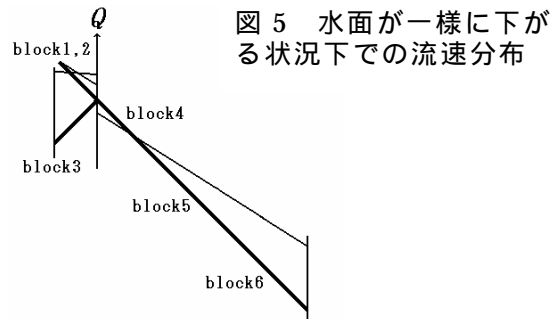 Q
図 5 水面が一様に下が
る状況下での流速分布
block1,2
block4
block3
block5
block6